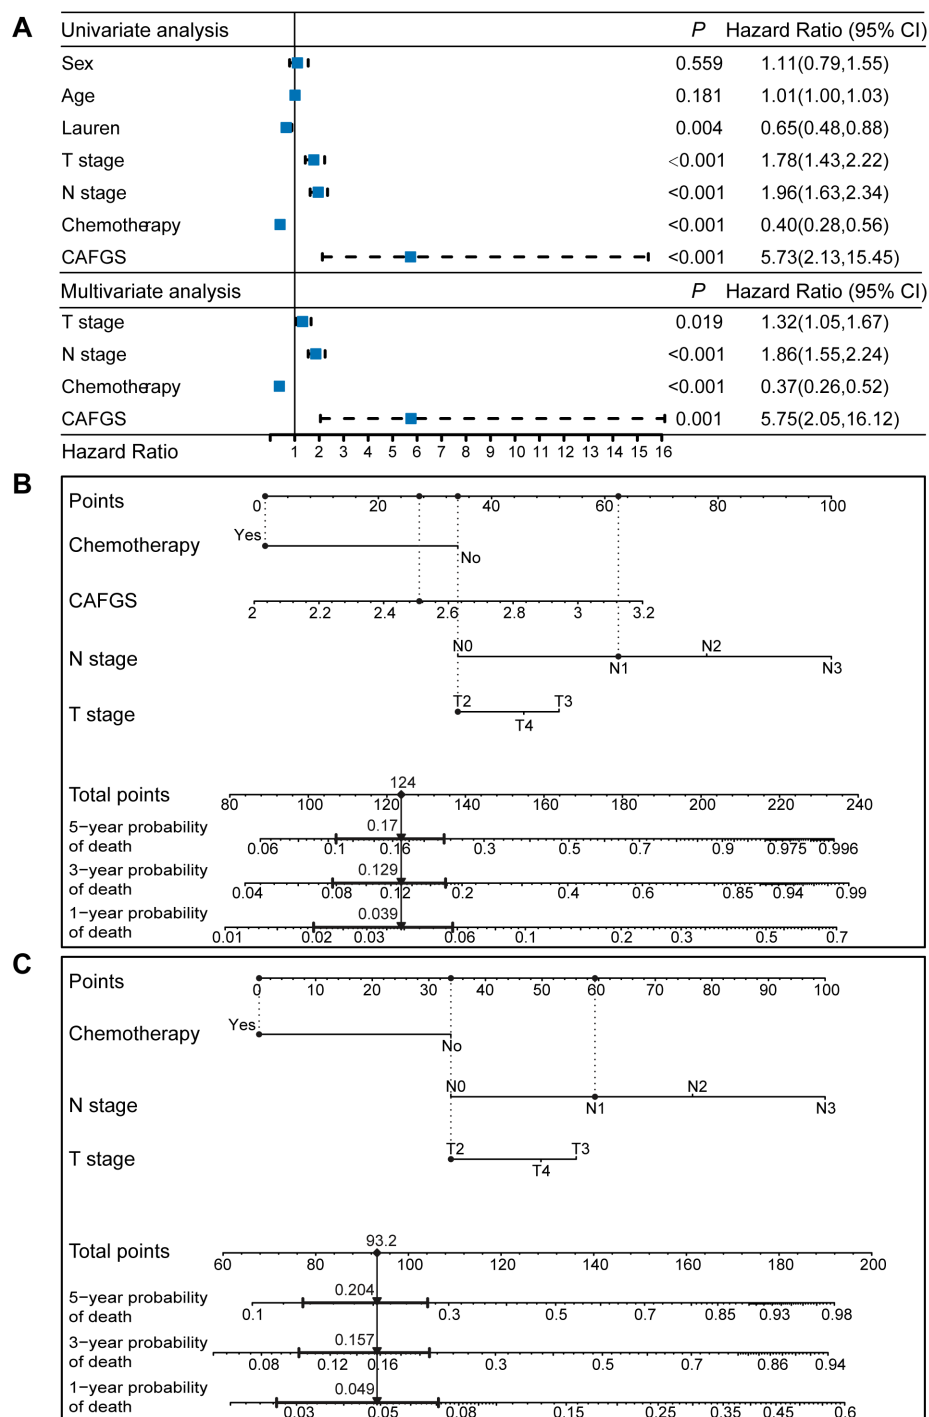 A
Univariate analysis P Hazard Ratio (95% CI)
Sex 0.559 1.11(0.79,1.55)
Age 0.181 1.01(1.00,1.03)
Lauren 0.004 0.65(0.48,0.88)
T stage <0.001 1.78(1.43,2.22)
N stage <0.001 1.96(1.63,2.34)
Chemotherapy <0.001 0.40(0.28,0.56)
CAFGS <0.001 5.73(2.13,15.45)
Multivariate analysis P Hazard Ratio (95% CI)
T stage 0.019 1.32(1.05,1.67)
N stage <0.001 1.86(1.55,2.24)
Chemotherapy <0.001 0.37(0.26,0.52)
CAFGS 0.001 5.75(2.05,16.12)
Hazard Ratio 1 2 3 4 5 6 7 8 9 10 11 12 13 14 15 16
B
Points 0 20 40 60 80 100
Chemotherapy Yes No
CAFGS 2 2.2 2.4 2.6 2.8 3 3.2
N stage N0 N1 N2 N3
T stage T2 T4 T3
124
Total points 80 100 120 140 160 180 200 220 240
5−year probability 0.17
of death 0.06 0.1 0.16 0.3 0.5 0.7 0.9 0.975 0.996
3−year probability 0.129
of death 0.04 0.08 0.12 0.2 0.4 0.6 0.85 0.94 0.99
1−year probability 0.039
of death 0.01 0.02 0.03 0.06 0.1 0.2 0.3 0.5 0.7
C
Points 0 10 20 30 40 50 60 70 80 90 100
Chemotherapy Yes No
N stage N0 N1 N2 N3
T stage T2 T4 T3
93.2
Total points 60 80 100 120 140 160 180 200
5−year probability 0.204
of death 0.1 0.3 0.5 0.7 0.85 0.93 0.98
3−year probability 0.157
of death 0.08 0.12 0.16 0.3 0.5 0.7 0.86 0.94
1−year probability 0.049
of death 0.03 0.05 0.08 0.15 0.25 0.35 0.45 0.6